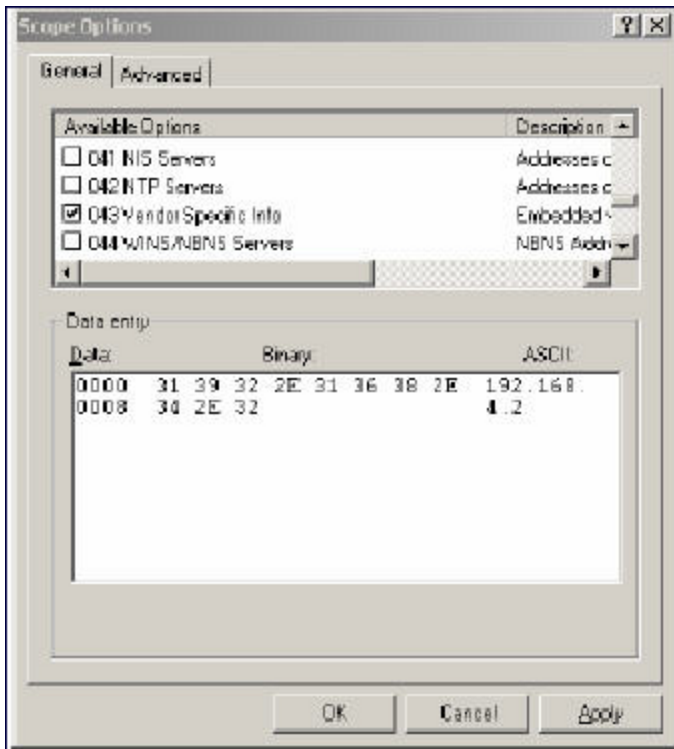 Scope Options
General Advanced
Available Options Description
041 NIS Servers Addresses c
042 NTP Servers Addresses c
043 Vendor Specific Info Embedded
044 WINS/NBNS Servers NBNS Addr
Data entry
Data: Binary: ASCII:
0000 31 39 32 2E 31 36 38 2E 192.168.
0008 34 2E 32 4.2
OK Cancel Apply